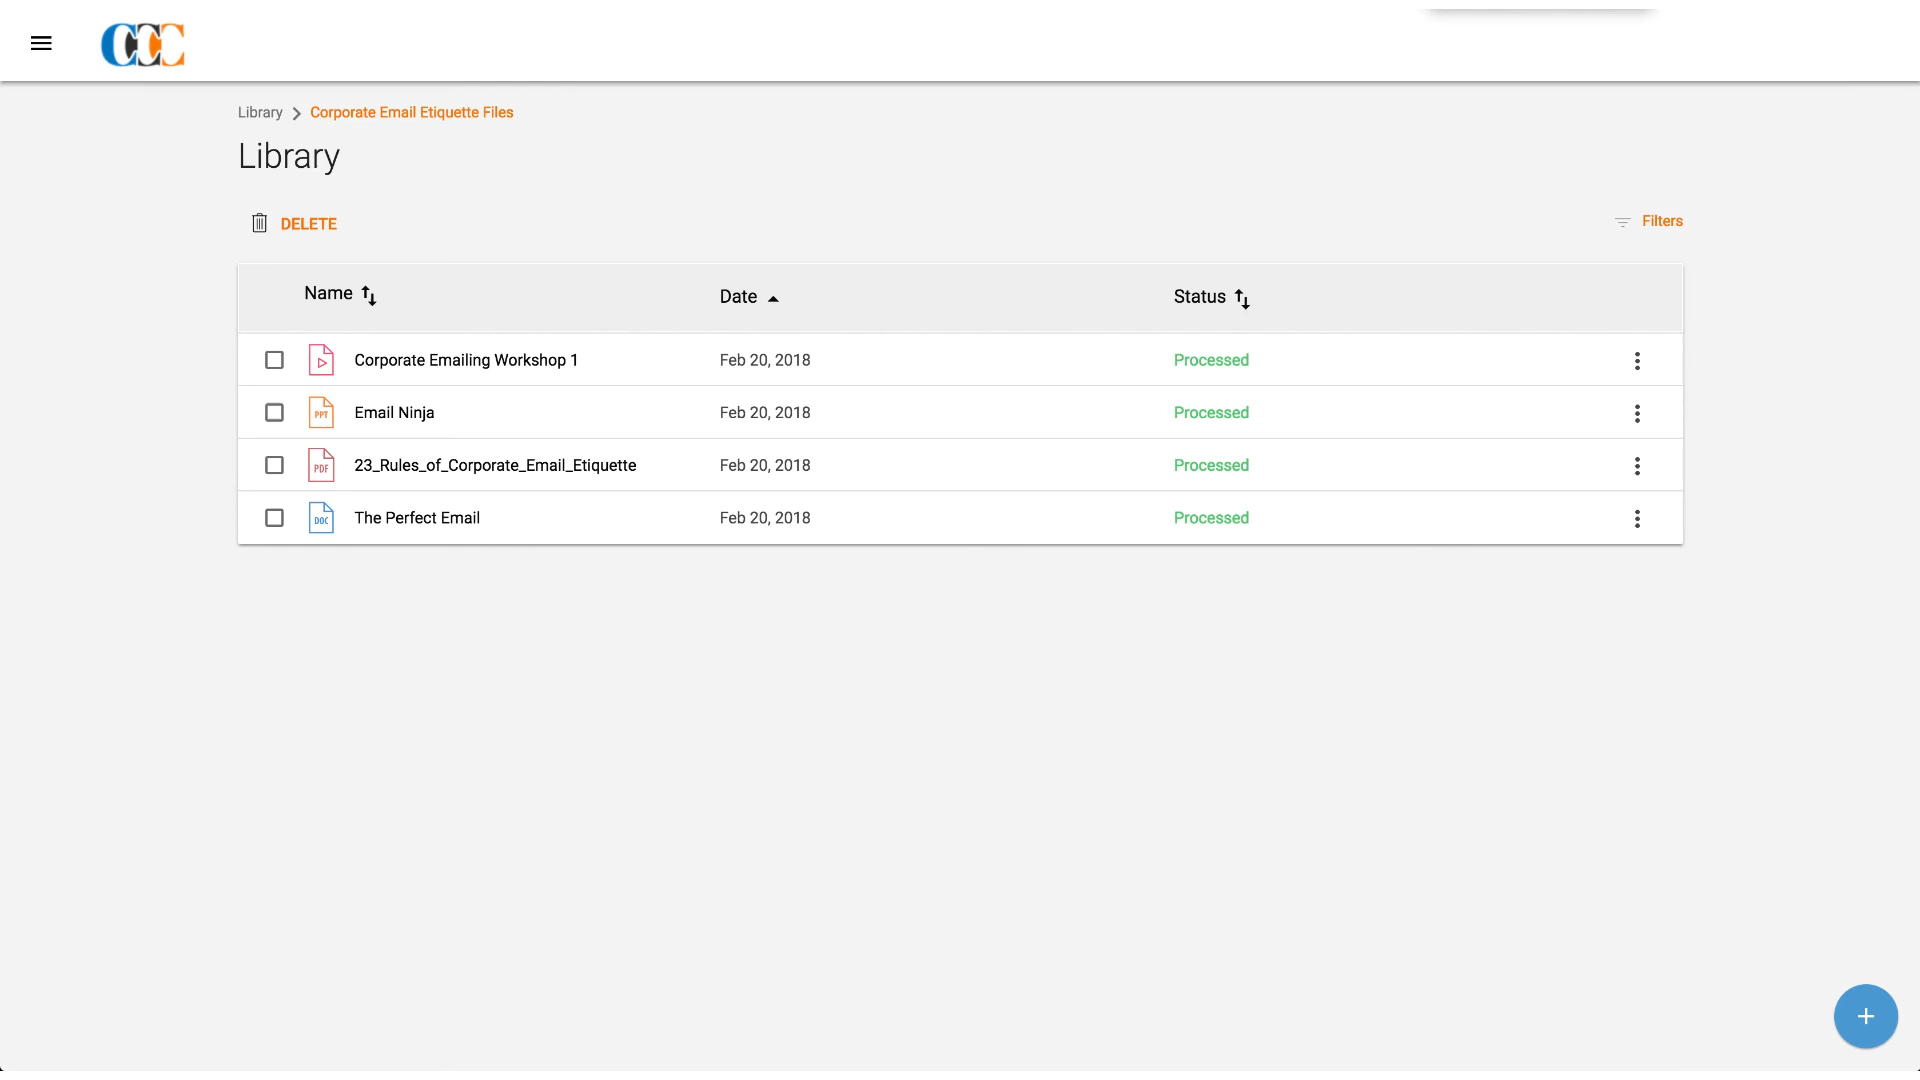 CCC
Library > Corporate Email Etiquette Files
Library
DELETE
Filters
Name Date Status
Corporate Emailing Workshop 1 Feb 20, 2018 Processed
PPT Email Ninja Feb 20, 2018 Processed
PDF 23_Rules_of_Corporate_Email_Etiquette Feb 20, 2018 Processed
DOC The Perfect Email Feb 20, 2018 Processed
+